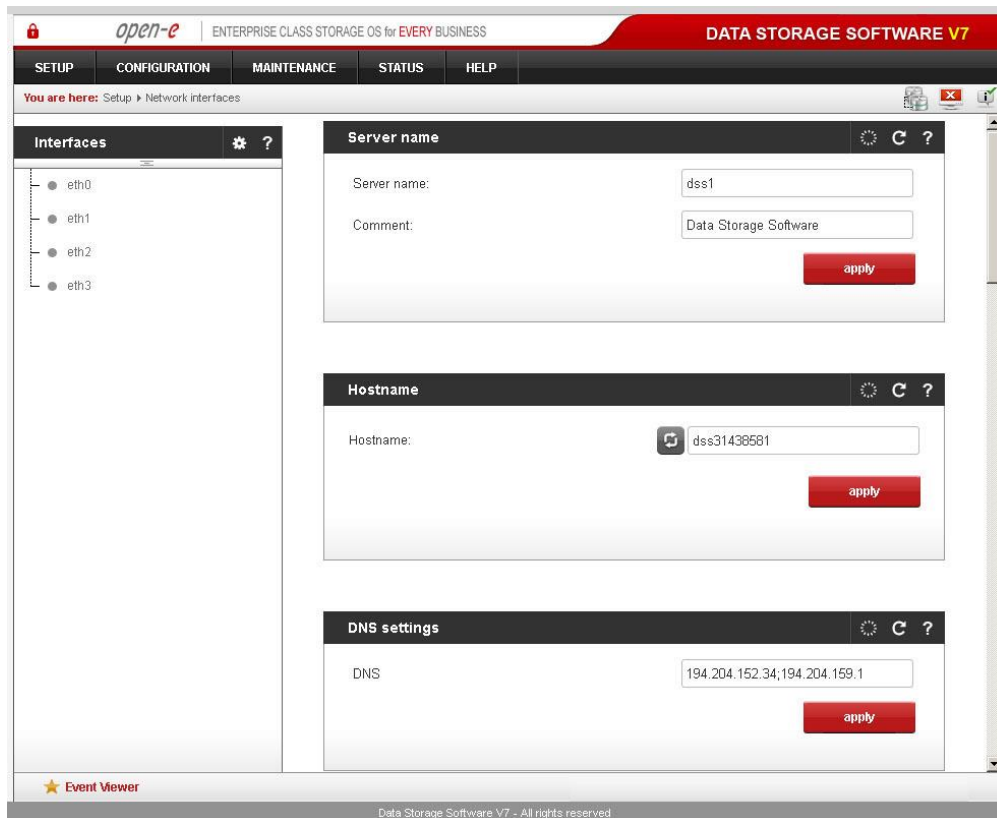 open-e ENTERPRISE CLASS STORAGE OS for EVERY BUSINESS DATA STORAGE SOFTWARE V7
SETUP CONFIGURATION MAINTENANCE STATUS HELP
You are here: Setup Network interfaces
Interfaces ?
eth0
eth1
eth2
eth3
Server name ?
Server name: dss1
Comment: Data Storage Software
apply
Hostname ?
Hostname: dss31438581
apply
DNS settings ?
DNS 194.204.152.34;194.204.159.1
apply
Event Viewer
Data Storage Software V7 - All rights reserved